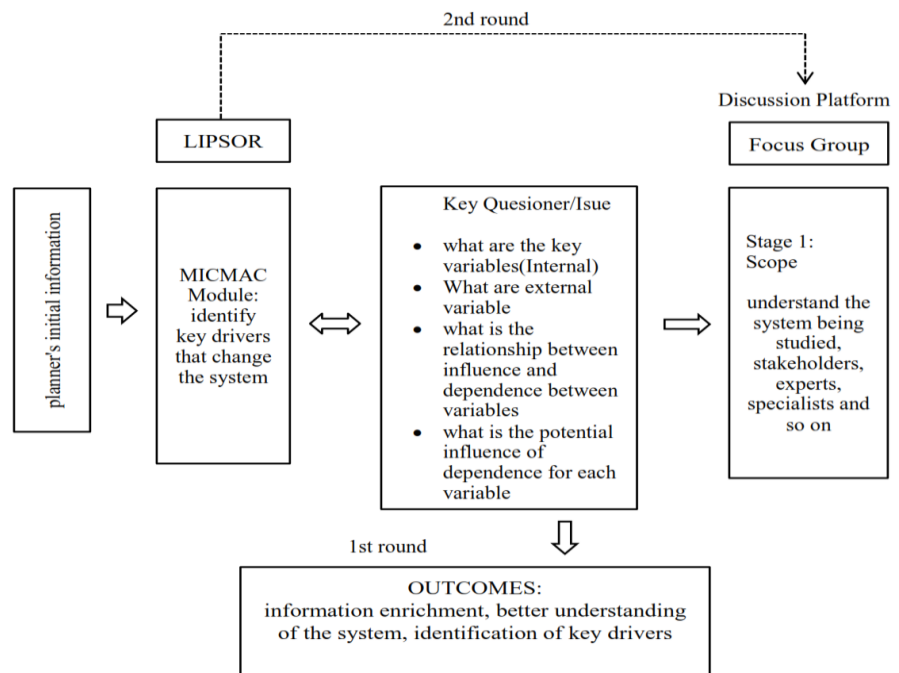 2nd round
Discussion Platform
LIPSOR
Focus Group
planner's initial information
MICMAC
Module:
identify
key drivers
that change
the system
Key Quesioner/Isue
• what are the key
variables(Internal)
• What are external
variable
• what is the
relationship between
influence and
dependence between
variables
• what is the potential
influence of
dependence for each
variable
Stage 1:
Scope
understand the
system being
studied,
stakeholders,
experts,
specialists and
so on
1st round
OUTCOMES:
information enrichment, better understanding
of the system, identification of key drivers